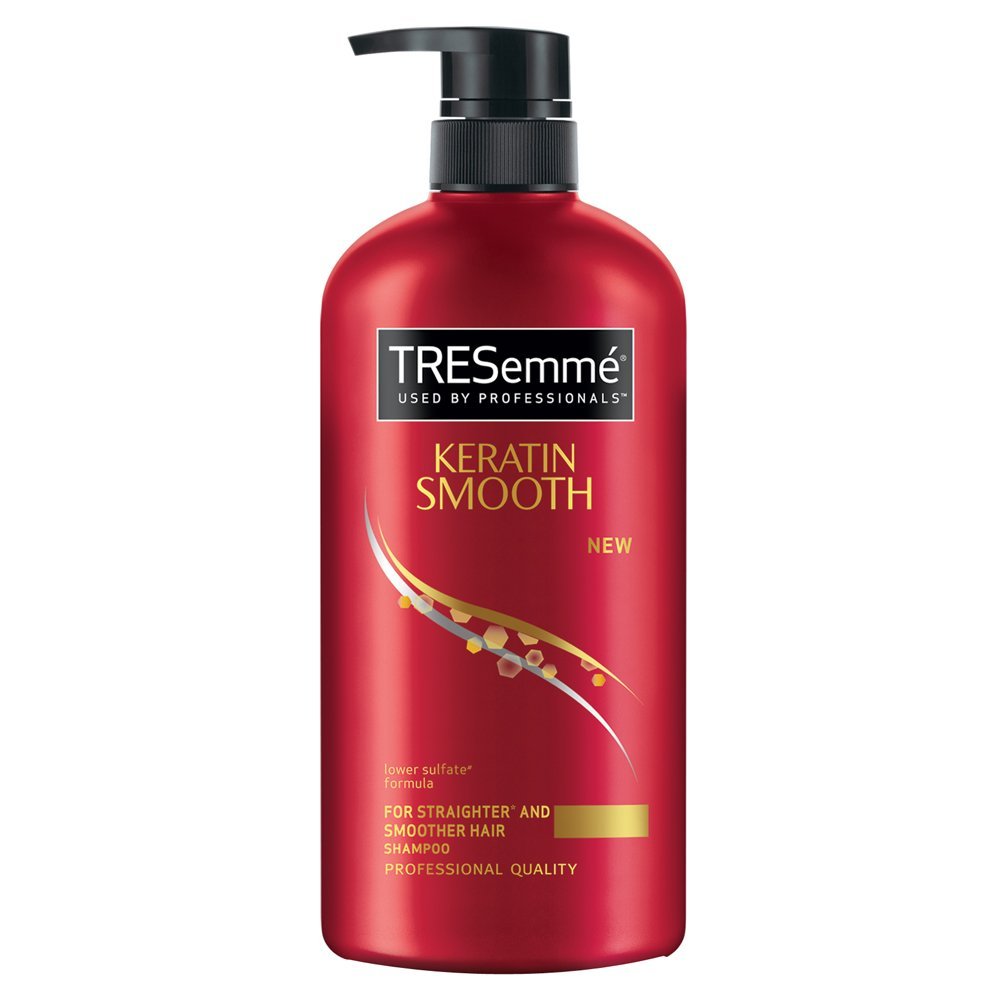 TRESemmé®
USED BY PROFESSIONALS™
KERATIN
SMOOTH
NEW
lower sulfate#
formula
FOR STRAIGHTER* AND
SMOOTHER HAIR
SHAMPOO
PROFESSIONAL QUALITY